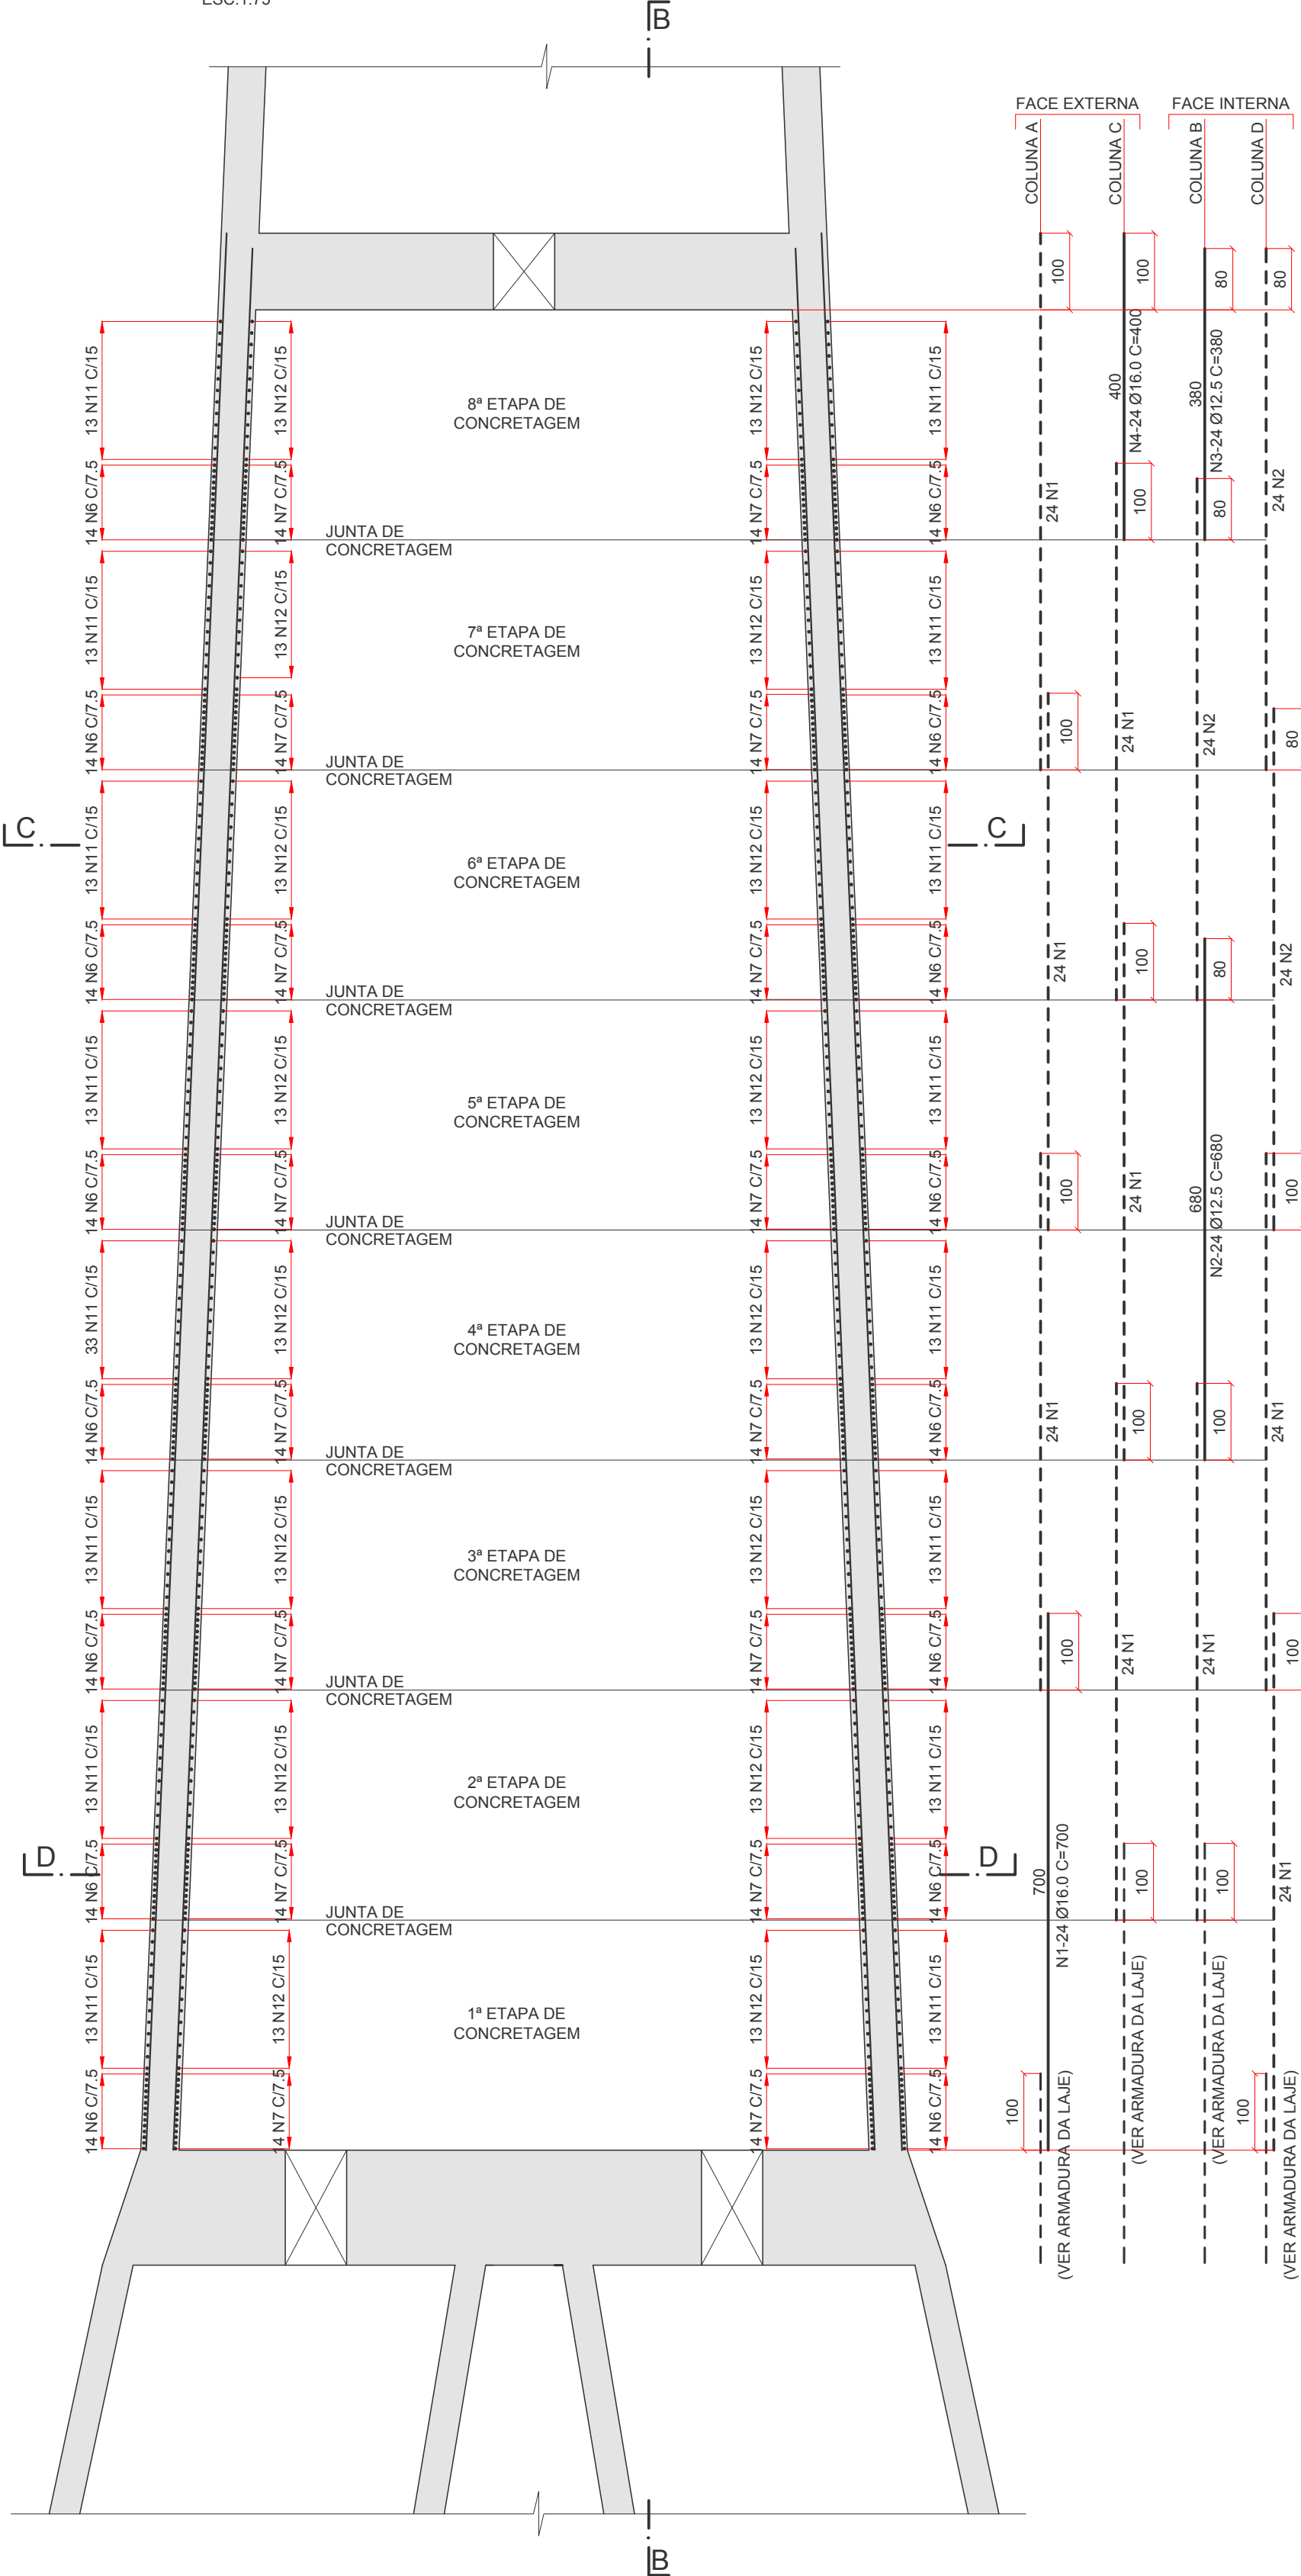 ESC.1:75
B
FACE EXTERNA
FACE INTERNA
COLUNA A
COLUNA C
COLUNA B
COLUNA D
100
100
80
80
13 N11 C/15
13 N12 C/15
8ª ETAPA DE
CONCRETAGEM
13 N12 C/15
13 N11 C/15
400
N4-24 Ø16.0 C=400
380
N3-24 Ø12.5 C=380
14 N6 C/7.5
14 N7 C/7.5
14 N7 C/7.5
14 N6 C/7.5
24 N1
100
80
24 N2
JUNTA DE
CONCRETAGEM
13 N11 C/15
13 N12 C/15
7ª ETAPA DE
CONCRETAGEM
13 N12 C/15
13 N11 C/15
14 N6 C/7.5
14 N7 C/7.5
14 N7 C/7.5
14 N6 C/7.5
100
24 N1
24 N2
80
JUNTA DE
CONCRETAGEM
C
C
13 N11 C/15
13 N12 C/15
6ª ETAPA DE
CONCRETAGEM
13 N12 C/15
13 N11 C/15
14 N6 C/7.5
14 N7 C/7.5
14 N7 C/7.5
14 N6 C/7.5
24 N1
100
80
24 N2
JUNTA DE
CONCRETAGEM
13 N11 C/15
13 N12 C/15
5ª ETAPA DE
CONCRETAGEM
13 N12 C/15
13 N11 C/15
14 N6 C/7.5
14 N7 C/7.5
14 N7 C/7.5
14 N6 C/7.5
100
24 N1
680
N2-24 Ø12.5 C=680
100
JUNTA DE
CONCRETAGEM
33 N11 C/15
13 N12 C/15
4ª ETAPA DE
CONCRETAGEM
13 N12 C/15
13 N11 C/15
14 N6 C/7.5
14 N7 C/7.5
14 N7 C/7.5
14 N6 C/7.5
24 N1
100
100
24 N1
JUNTA DE
CONCRETAGEM
13 N11 C/15
13 N12 C/15
3ª ETAPA DE
CONCRETAGEM
13 N12 C/15
13 N11 C/15
14 N6 C/7.5
14 N7 C/7.5
14 N7 C/7.5
14 N6 C/7.5
100
24 N1
24 N1
100
JUNTA DE
CONCRETAGEM
13 N11 C/15
13 N12 C/15
2ª ETAPA DE
CONCRETAGEM
13 N12 C/15
13 N11 C/15
D
D
14 N6 C/7.5
14 N7 C/7.5
14 N7 C/7.5
14 N6 C/7.5
700
N1-24 Ø16.0 C=700
100
100
24 N1
JUNTA DE
CONCRETAGEM
13 N11 C/15
13 N12 C/15
1ª ETAPA DE
CONCRETAGEM
13 N12 C/15
13 N11 C/15
14 N6 C/7.5
14 N7 C/7.5
14 N7 C/7.5
14 N6 C/7.5
100
(VER ARMADURA DA LAJE)
(VER ARMADURA DA LAJE)
(VER ARMADURA DA LAJE)
100
(VER ARMADURA DA LAJE)
B